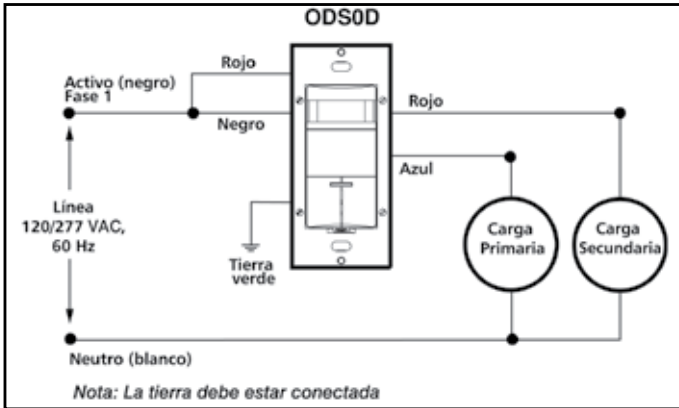 ODS0D
Rojo
Activo (negro)
Fase 1
Negro
Rojo
Azul
Línea
120/277 VAC,
60 Hz
Tierra
verde
Carga
Primaria
Carga
Secundaria
Neutro (blanco)
Nota: La tierra debe estar conectada